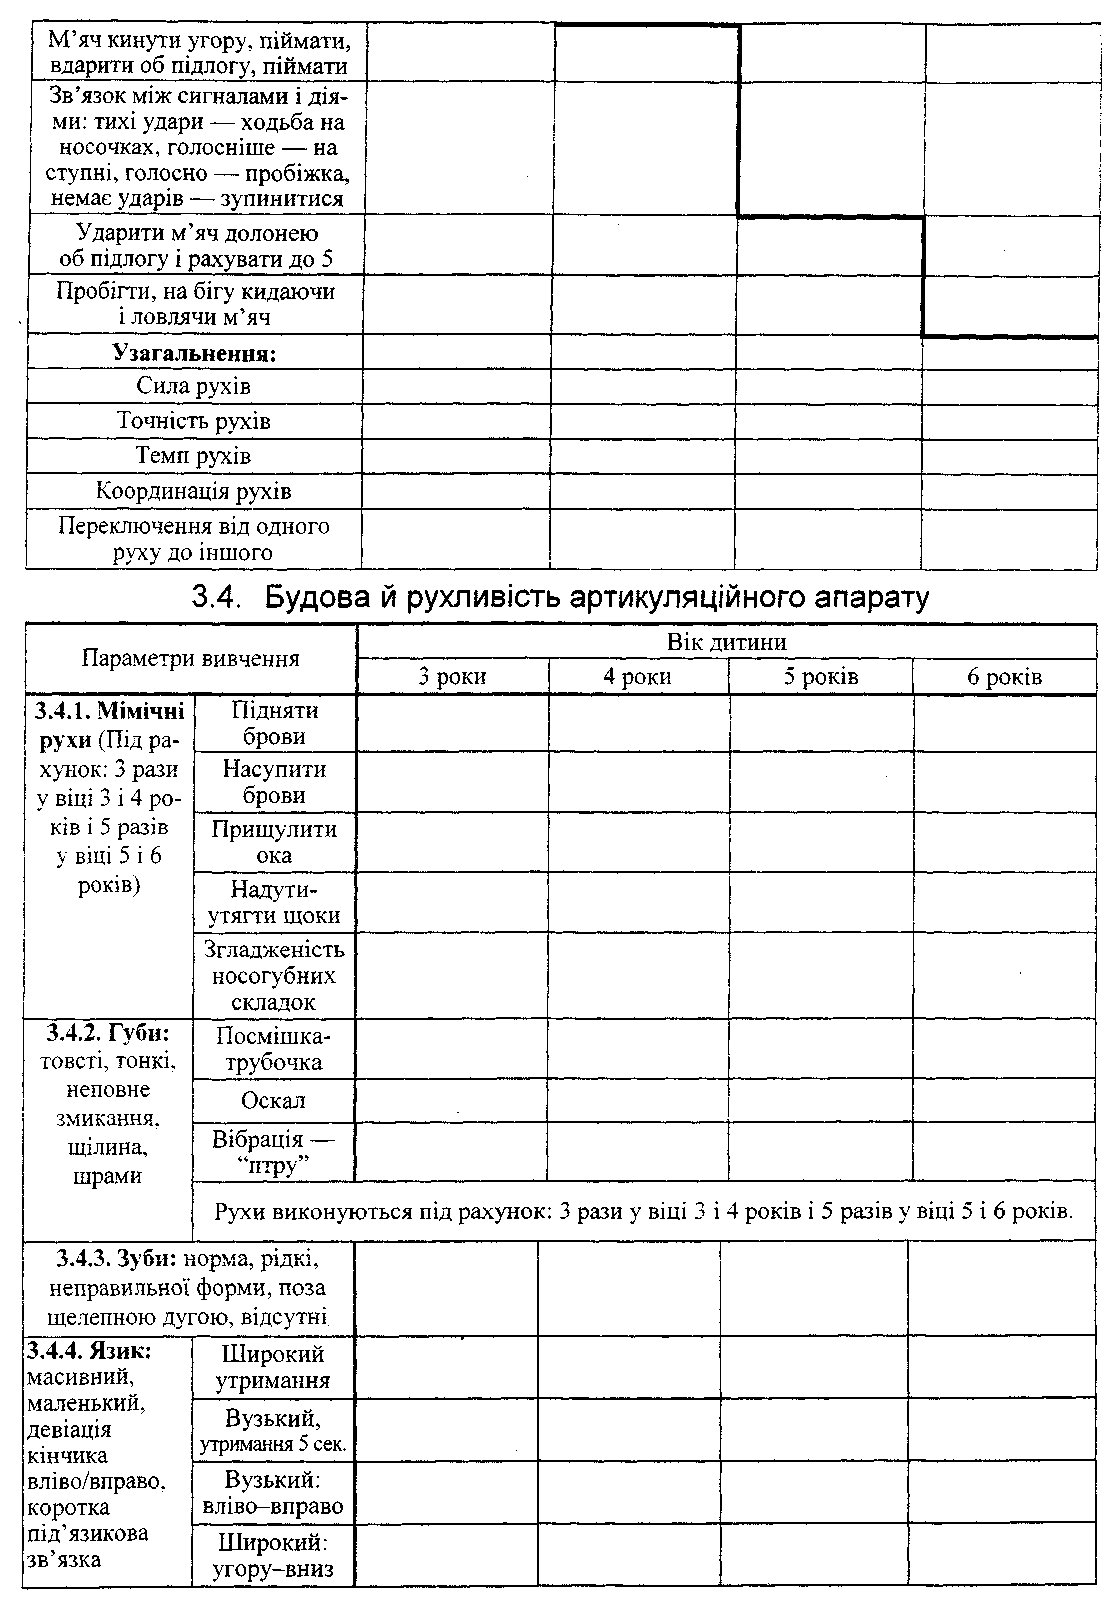 М’яч кинути угору, піймати,
вдарити об підлогу, піймати
Зв’язок між сигналами і дія-
ми: тихі удари — ходьба на
носочках, голосніше — на
ступні, голосно — пробіжка,
немає ударів — зупинитися
Ударити м’яч долонею
об підлогу і рахувати до 5
Пробігти, на бігу кидаючи
і ловлячи м’яч
Узагальнення:
Сила рухів
Точність рухів
Темп рухів
Координація рухів
Переключення від одного
руху до іншого
3.4. Будова й рухливість артикуляційного апарату
Параметри вивчення
Вік дитини
3 роки
4 роки
5 років
6 років
3.4.1. Мімічні
рухи (Під ра-
хунок: 3 рази
у віці 3 і 4 ро-
ків і 5 разів
у віці 5 і 6
років)
Підняти
брови
Насупити
брови
Прищулити
ока
Надути-
утягти щоки
Згладженість
носогубних
складок
3.4.2. Губи:
товсті, тонкі,
неповне
змикання,
щілина,
шрами
Посмішка-
трубочка
Оскал
Вібрація —
“птру”
Рухи виконуються під рахунок: 3 рази у віці 3 і 4 років і 5 разів у віці 5 і 6 років.
3.4.3. Зуби: норма, рідкі,
неправильної форми, поза
щелепною дугою, відсутні
3.4.4. Язик:
масивний,
маленький,
девіація
кінчика
вліво/вправо,
коротка
під’язикова
зв’язка
Широкий
утримання
Вузький,
утримання 5 сек.
Вузький:
вліво–вправо
Широкий:
угору–вниз